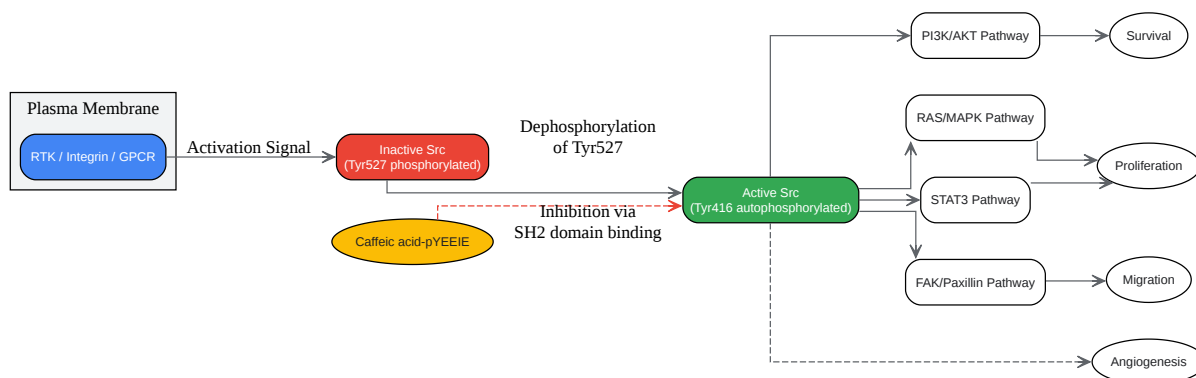 Plasma Membrane
RTK / Integrin / GPCR
Activation Signal
Inactive Src
(Tyr527 phosphorylated)
Dephosphorylation
of Tyr527
Caffeic acid-pYEEIE
Inhibition via
SH2 domain binding
Active Src
(Tyr416 autophosphorylated)
PI3K/AKT Pathway
Survival
RAS/MAPK Pathway
Proliferation
STAT3 Pathway
FAK/Paxillin Pathway
Migration
Angiogenesis